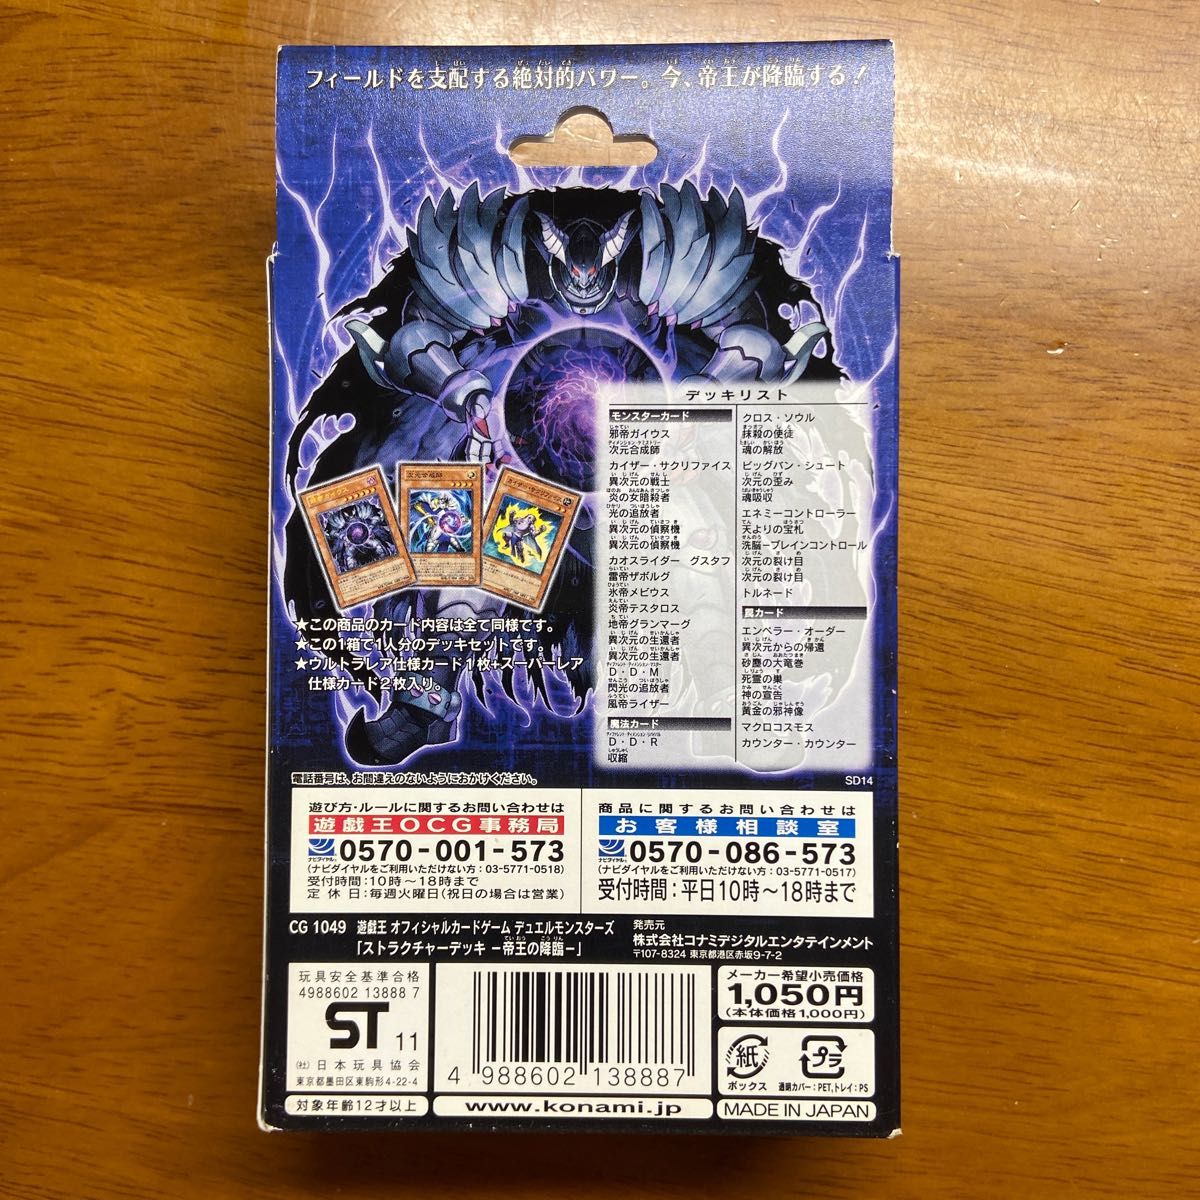 フィールドを支配する絶対的パワー。今、帝王が降臨する!
デッキリスト
モンスターカード
邪帝ガイウス
次元合成師
カイザー・サクリファイス
異次元の戦士
炎の女暗殺者
光の追放者
異次元の偵察機
異次元の偵察機
カオスライダー グスタフ
雷帝ザボルグ
氷帝メビウス
炎帝テスタロス
地帝グランマーグ
異次元の生還者
異次元の生還者
D・D・M
閃光の追放者
風帝ライザー
魔法カード
D・D・R
収縮
クロス・ソウル
抹殺の使徒
魂の解放
ビッグバン・シュート
次元の歪み
魂吸収
エネミーコントローラー
天よりの宝札
洗脳-ブレインコントロール
次元の裂け目
次元の裂け目
トルネード
罠カード
エンペラー・オーダー
異次元からの帰還
砂塵の大竜巻
死霊の巣
神の宣告
黄金の邪神像
マクロコスモス
カウンター・カウンター
邪帝ガイウス
次元合成師
カイザー・サクリファイス
★この商品のカード内容は全て同様です。
★この1箱で1人分のデッキセットです。
★ウルトラレア仕様カード1枚+スーパーレア
仕様カード2枚入り。
電話番号は、お間違えのないようにおかけください。
SD14
遊び方・ルールに関するお問い合わせは
遊戯王OCG事務局
ナビダイヤル
0570-001-573
(ナビダイヤルをご利用いただけない方:03-5771-0518)
受付時間:10時~18時まで
定休日:毎週火曜日(祝日の場合は営業)
商品に関するお問い合わせは
お客様相談室
ナビダイヤル
0570-086-573
(ナビダイヤルをご利用いただけない方:03-5771-0517)
受付時間:平日10時~18時まで
CG 1049 遊戯王 オフィシャルカードゲーム デュエルモンスターズ
「ストラクチャーデッキ -帝王の降臨-」
発売元
株式会社コナミデジタルエンタテインメント
〒107-8324 東京都港区赤坂9-7-2
玩具安全基準合格
4988602 13888 7
ST 11
(社)日本玩具協会
東京都墨田区東駒形4-22-4
対象年齢12才以上
4 988602 138887
www.konami.jp
メーカー希望小売価格
1,050円
(本体価格1,000円)
紙
ボックス
プラ
透明カバー:PET,トレイ:PS
MADE IN JAPAN